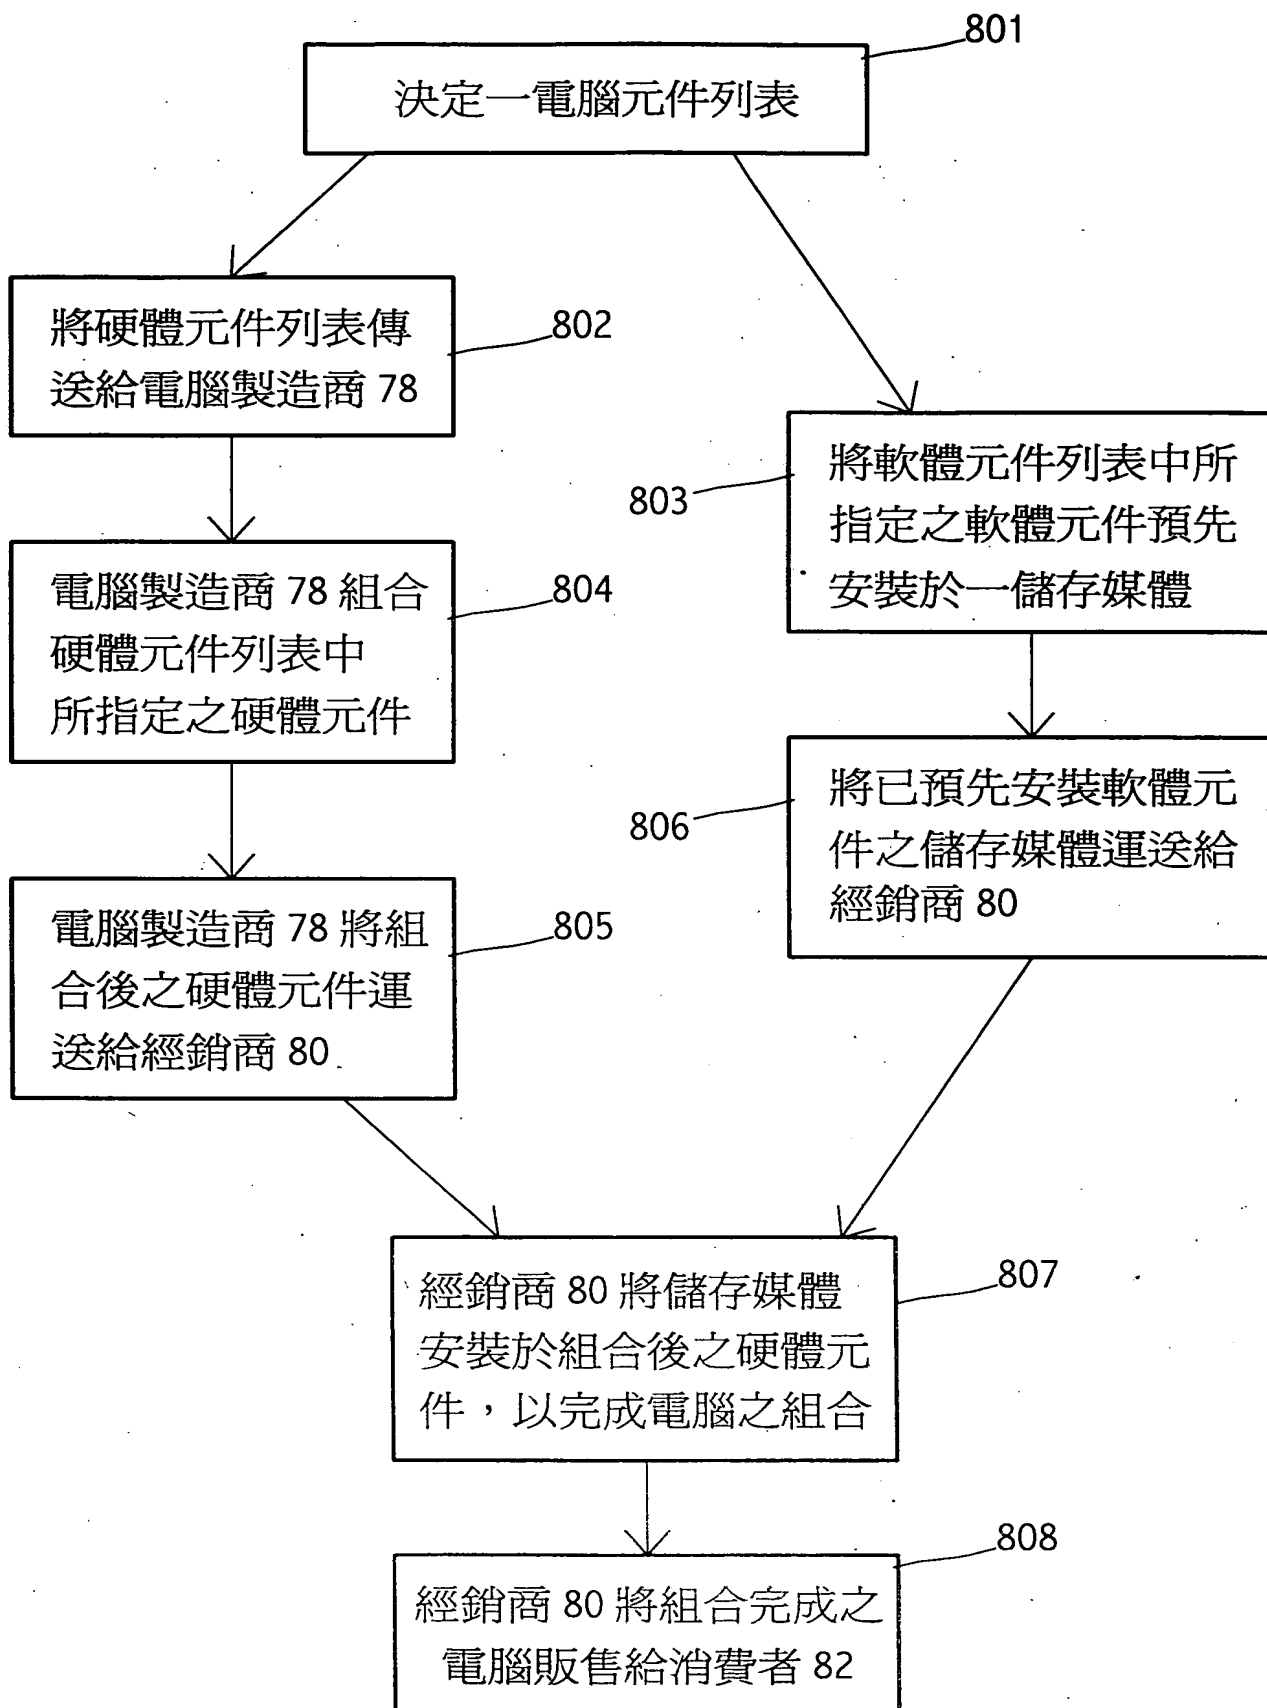 801
決定一電腦元件列表
802
將硬體元件列表傳
送給電腦製造商 78
803
將軟體元件列表中所
指定之軟體元件預先
安裝於一儲存媒體
804
電腦製造商 78 組合
硬體元件列表中
所指定之硬體元件
806
將已預先安裝軟體元
件之儲存媒體運送給
經銷商 80
805
電腦製造商 78 將組
合後之硬體元件運
送給經銷商 80
807
經銷商 80 將儲存媒體
安裝於組合後之硬體元
件，以完成電腦之組合
808
經銷商 80 將組合完成之
電腦販售給消費者 82